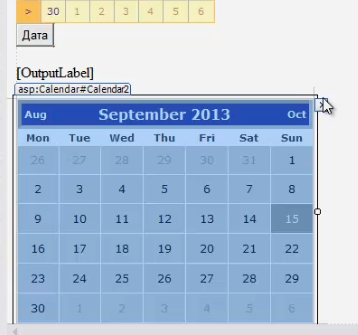 > 30 1 2 3 4 5 6
Дата
[OutputLabel]
asp:Calendar#Calendar2
Aug September 2013 Oct
Mon Tue Wed Thu Fri Sat Sun
26 27 28 29 30 31 1
2 3 4 5 6 7 8
9 10 11 12 13 14 15
16 17 18 19 20 21 22
23 24 25 26 27 28 29
30 1 2 3 4 5 6